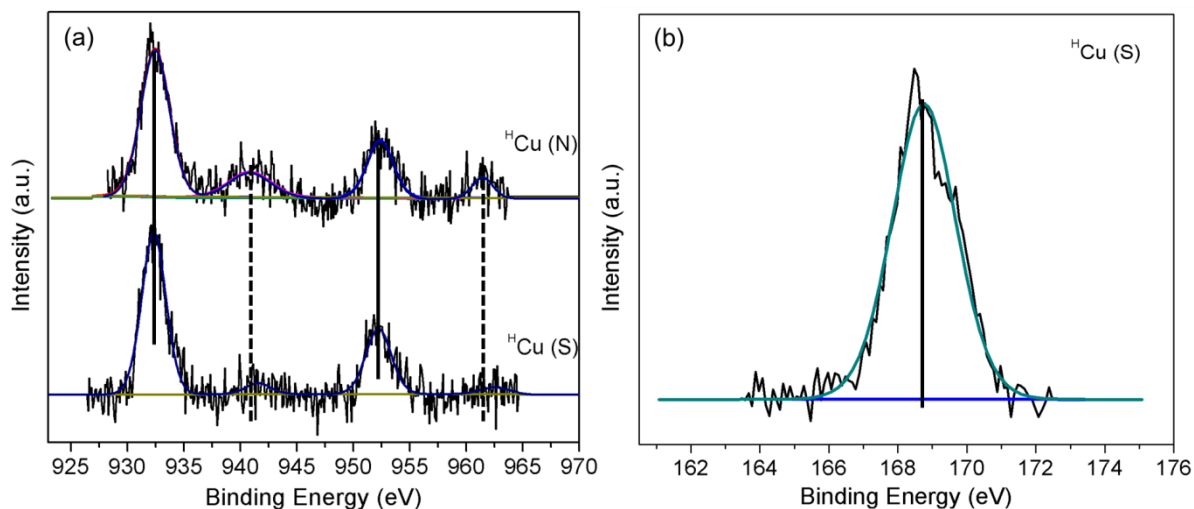 (a)
ᴴCu (N)
ᴴCu (S)
Intensity (a.u.)
925 930 935 940 945 950 955 960 965 970
Binding Energy (eV)
(b)
ᴴCu (S)
Intensity (a.u.)
162 164 166 168 170 172 174 176
Binding Energy (eV)